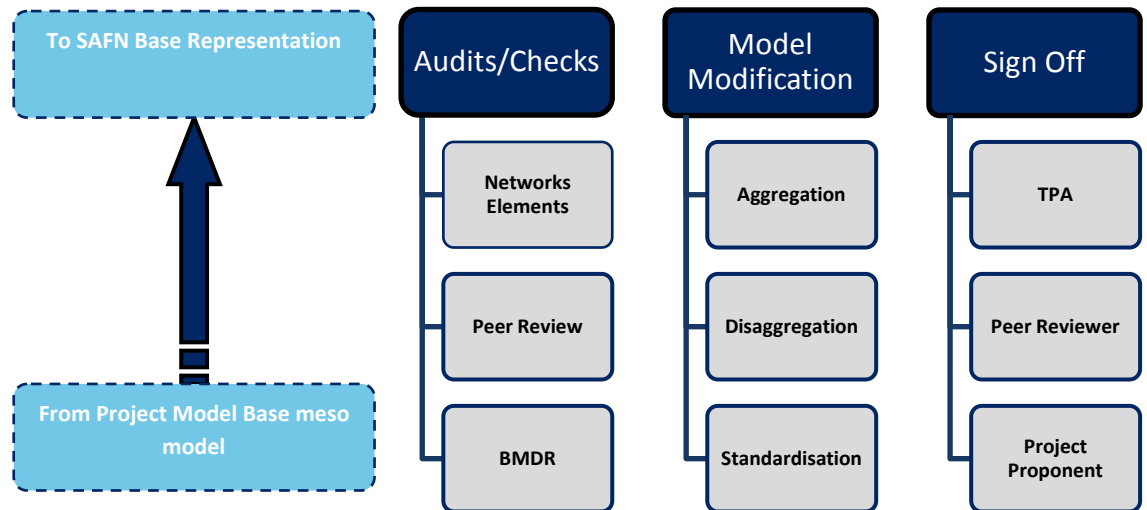 To SAFN Base Representation
From Project Model Base meso
model
Audits/Checks
Networks
Elements
Peer Review
BMDR
Model
Modification
Aggregation
Disaggregation
Standardisation
Sign Off
TPA
Peer Reviewer
Project
Proponent